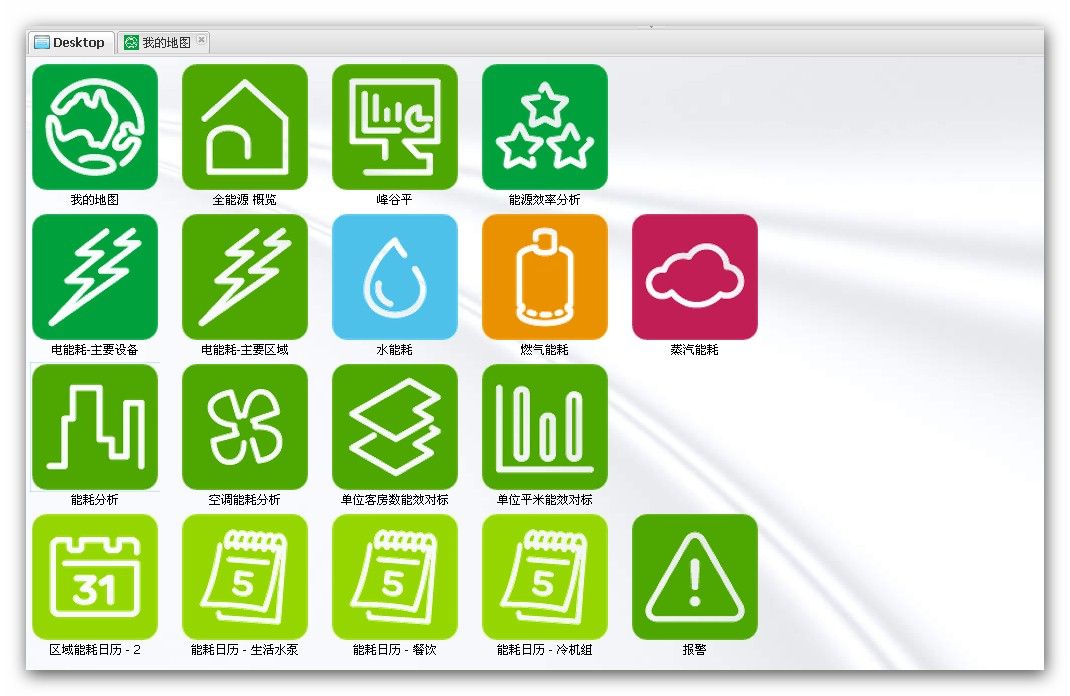 Desktop 我的地图
我的地图 全能源 概览 峰谷平 能源效率分析
电能耗-主要设备 电能耗-主要区域 水能耗 燃气能耗 蒸汽能耗
能耗分析 空调能耗分析 单位客房数能效对标 单位平米能效对标
31 5 5 5
区域能耗日历 - 2 能耗日历 - 生活水泵 能耗日历 - 餐饮 能耗日历 - 冷机组 报警